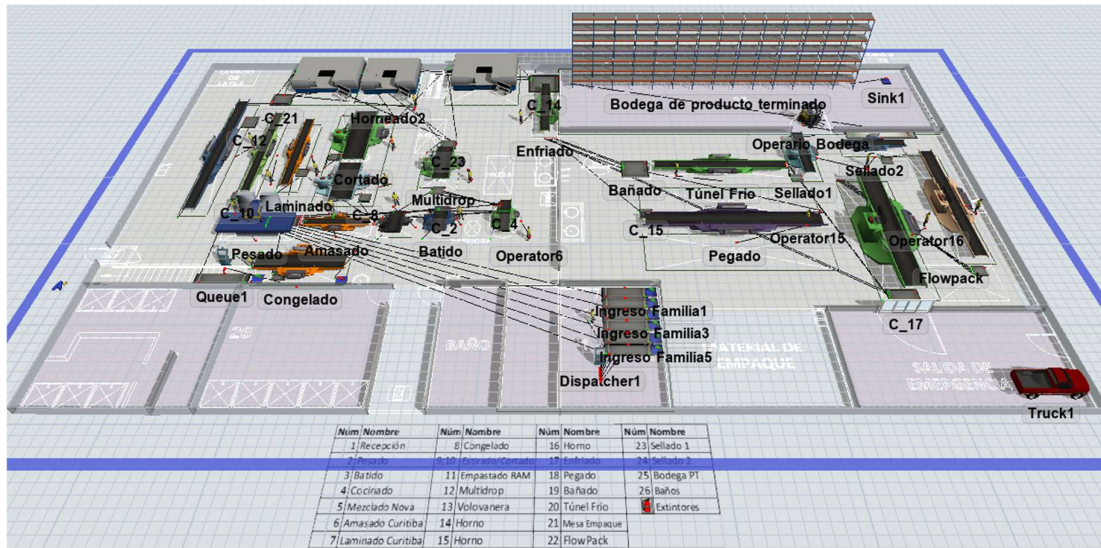 C_14
Bodega de producto terminado
Sink1
C_21
Horneado2
C_12
Operario Bodega
Enfriado
C_23
Sellado2
Cortado
Bañado
Túnel Frío
Sellado1
Multidrop
Laminado
C_10
C_8
C_2
C_4
C_15
Operator15
Operator16
Pesado
Amasado
Batido
Operator6
Pegado
Flowpack
Queue1
Congelado
Ingreso Familia1
C_17
BAÑO
Ingreso Familia3
MATERIAL DE
EMPAQUE
Ingreso Familia5
SALIDA DE
EMERGENCIA
Dispatcher1
Truck1
Núm Nombre Núm Nombre Núm Nombre Núm Nombre
1 Recepción 8 Congelado 16 Horno 23 Sellado 1
2 Pesado 9;10 Estirado/Cortado 17 Enfriado 24 Sellado 2
3 Batido 11 Empastado RAM 18 Pegado 25 Bodega PT
4 Cocinado 12 Multidrop 19 Bañado 26 Baños
5 Mezclado Nova 13 Volovanera 20 Túnel Frío Extintores
6 Amasado Curitiba 14 Horno 21 Mesa Empaque
7 Laminado Curitiba 15 Horno 22 FlowPack